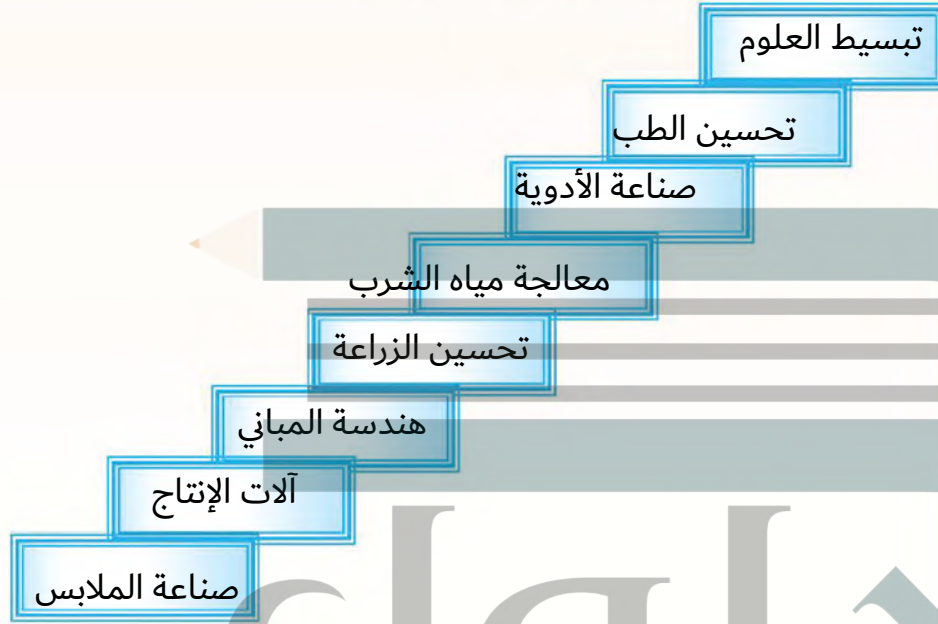 تبسيط العلوم
تحسين الطب
صناعة الأدوية
معالجة مياه الشرب
تحسين الزراعة
هندسة المباني
آلات الإنتاج
صناعة الملابس